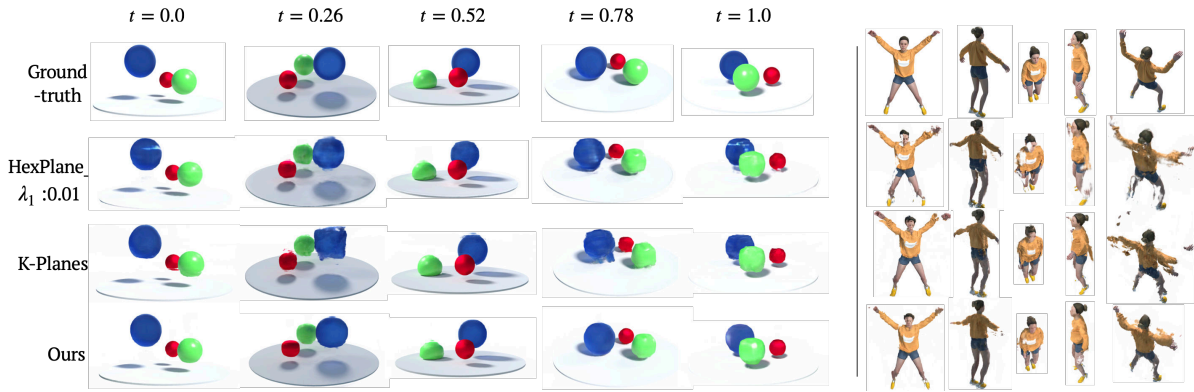 t = 0.0 t = 0.26 t = 0.52 t = 0.78 t = 1.0
Ground
-truth
HexPlane_
λ₁ :0.01
K-Planes
Ours